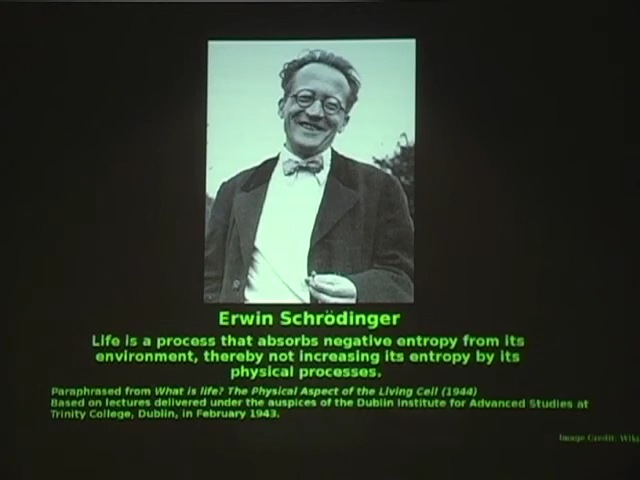 Erwin Schrödinger
Life is a process that absorbs negative entropy from its
environment, thereby not increasing its entropy by its
physical processes.
Paraphrased from What is life? The Physical Aspect of the Living Cell (1944)
Based on lectures delivered under the auspices of the Dublin Institute for Advanced Studies at
Trinity College, Dublin, in February 1943.
Image Credit: Wiki